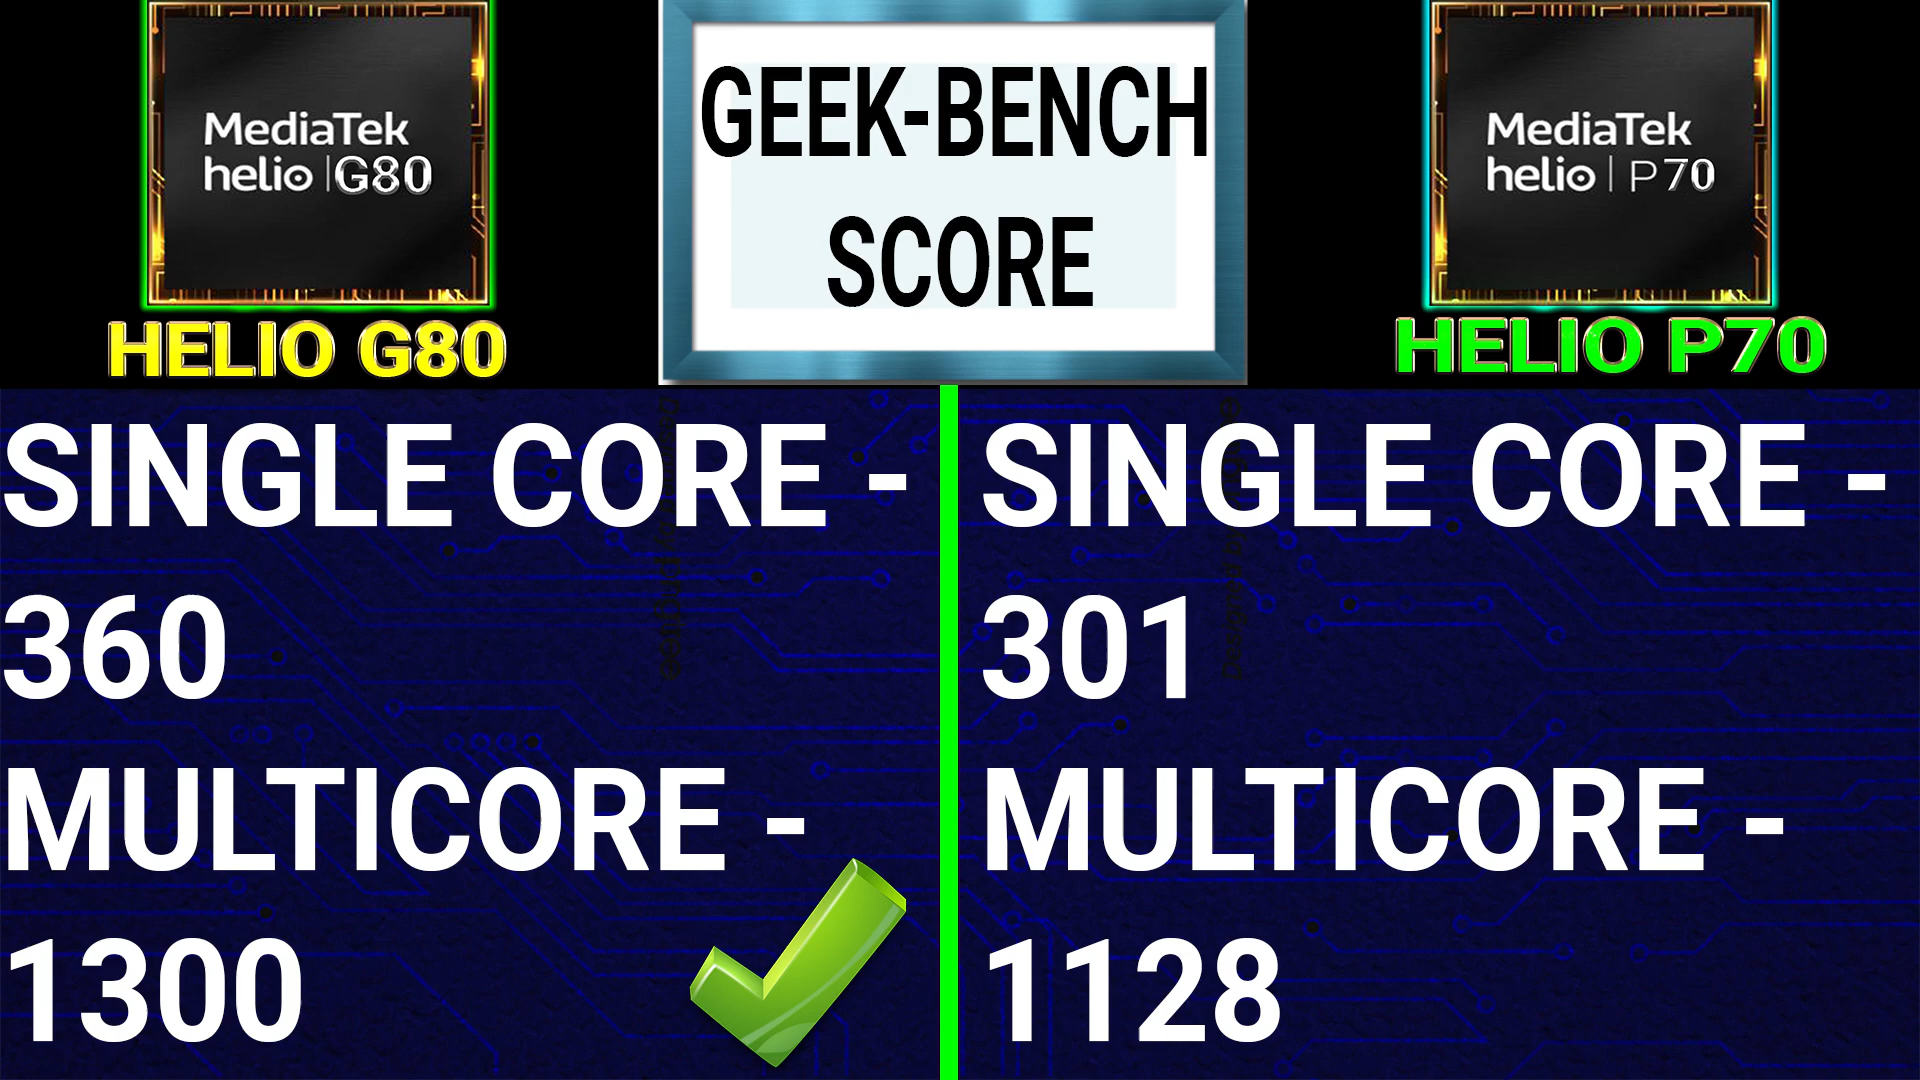 MediaTek
helio | G80
HELIO G80
GEEK-BENCH
SCORE
MediaTek
helio | P70
HELIO P70
SINGLE CORE -
360
MULTICORE -
1300
SINGLE CORE -
301
MULTICORE -
1128